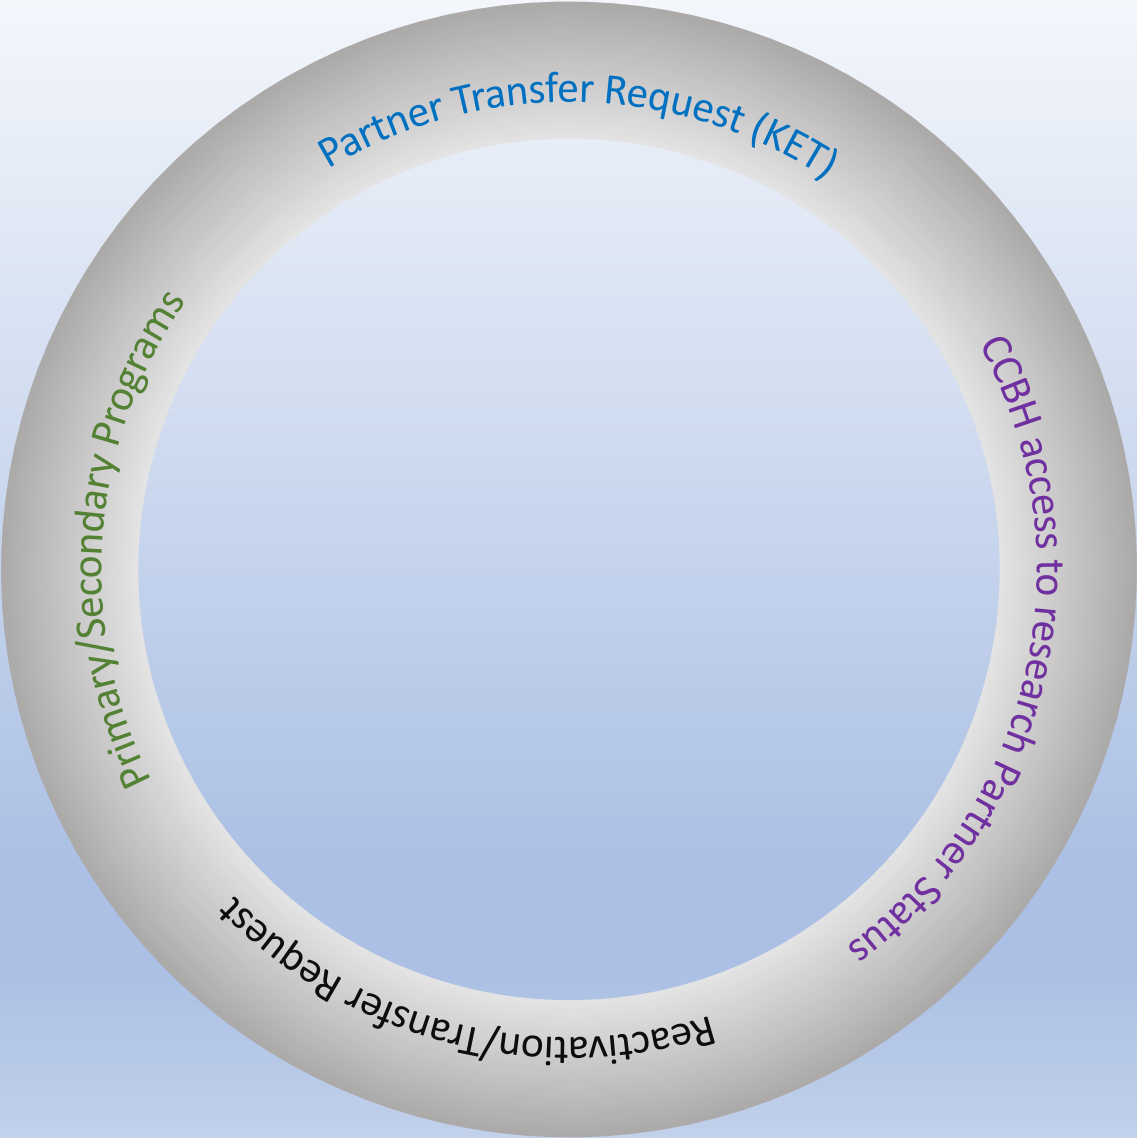 Partner Transfer Request (KET)
CCBH access to research Partner Status
Reactivation/Transfer Request
Primary/Secondary Programs